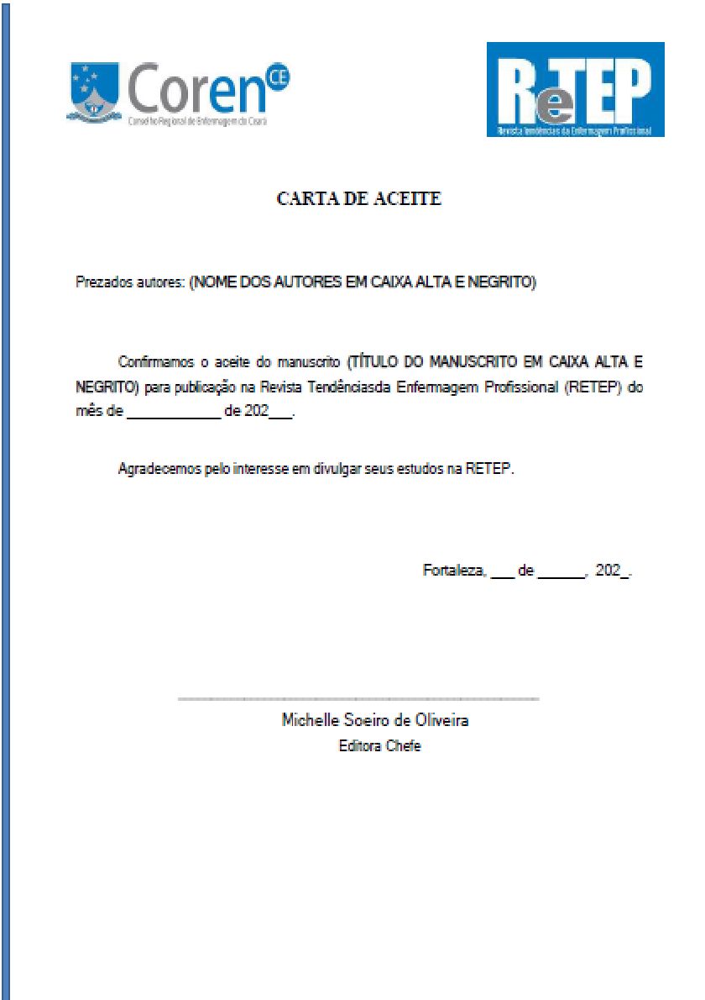 Coren CE
Conselho Regional de Enfermagem do Ceará
ReTEP
Revista Tendências da Enfermagem Profissional
CARTA DE ACEITE
Prezados autores: (NOME DOS AUTORES EM CAIXA ALTA E NEGRITO)
Confirmamos o aceite do manuscrito (TÍTULO DO MANUSCRITO EM CAIXA ALTA E
NEGRITO) para publicação na Revista Tendênciasda Enfermagem Profissional (RETEP) do
mês de ____________ de 202___.
Agradecemos pelo interesse em divulgar seus estudos na RETEP.
Fortaleza, ___ de ______, 202_.
Michelle Soeiro de Oliveira
Editora Chefe